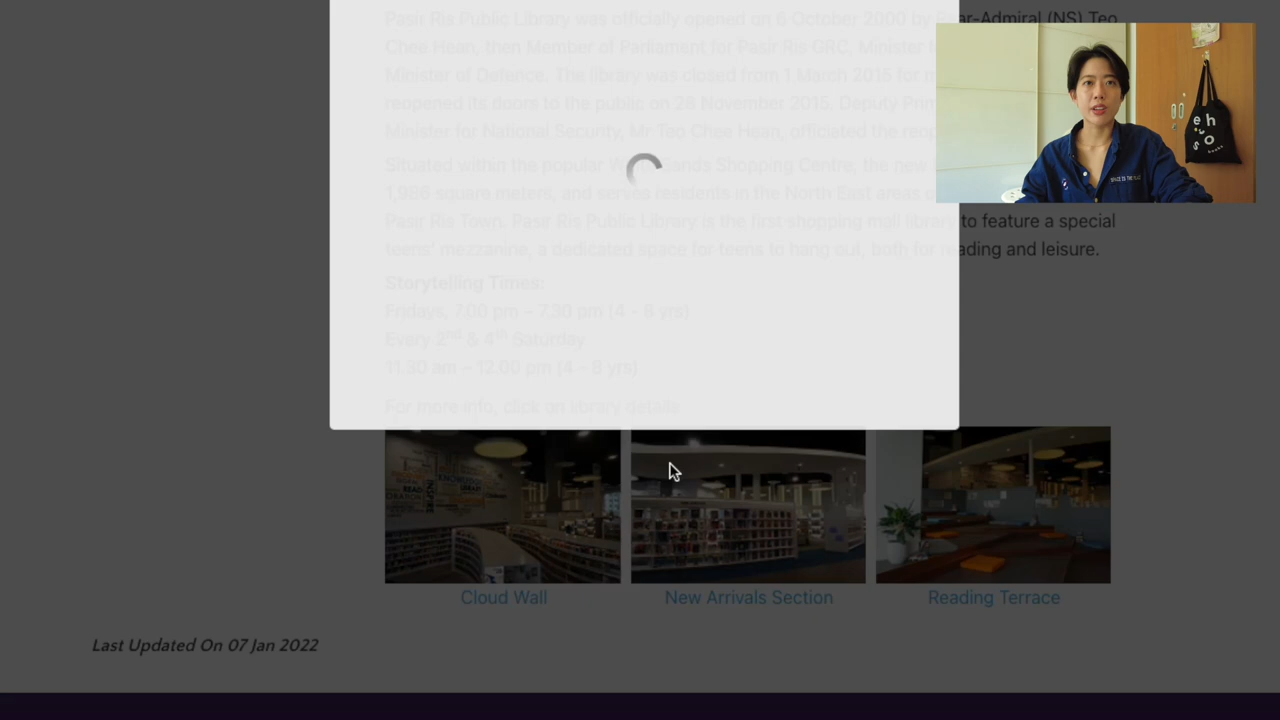 Pasir Ris Public Library was officially opened on 6 October 2000 by Rear-Admiral (NS) Teo
Chee Hean, then Member of Parliament for Pasir Ris GRC, Minister
Minister of Defence. The library was closed from 1 March 2015 for
reopened its doors to the public on 28 November 2015. Deputy Prim
Minister for National Security, Mr Teo Chee Hean, officiated the reop
Situated within the popular White Sands Shopping Centre, the new
1,986 square meters, and serves residents in the North East areas
Pasir Ris Town. Pasir Ris Public Library is the first shopping mall library to feature a special
teens' mezzanine, a dedicated space for teens to hang out, both for reading and leisure.
Storytelling Times:
Fridays, 7.00 pm – 7.30 pm (4 - 8 yrs)
Every 2ND & 4th Saturday
11.30 am – 12.00 pm (4 - 8 yrs)
For more info, click on library details
Cloud Wall
New Arrivals Section
Reading Terrace
Last Updated On 07 Jan 2022